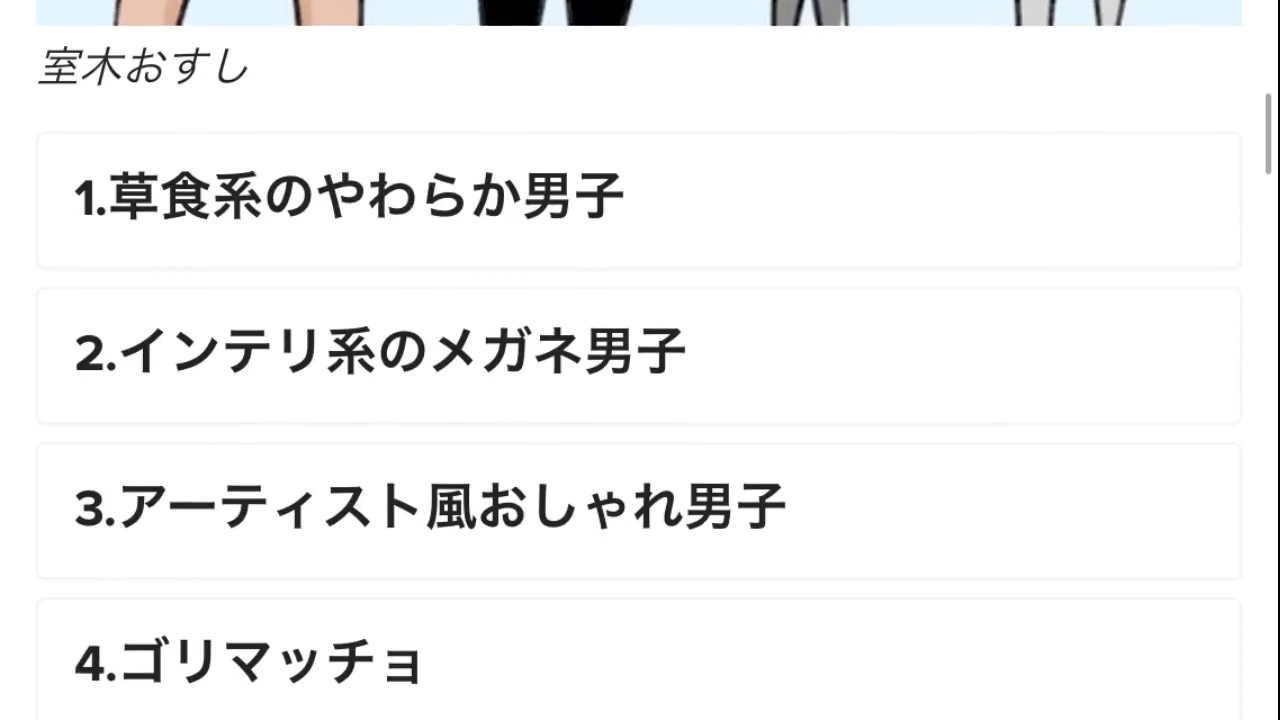 室木おすし
1.草食系のやわらか男子
2.インテリ系のメガネ男子
3.アーティスト風おしゃれ男子
4.ゴリマッチョ